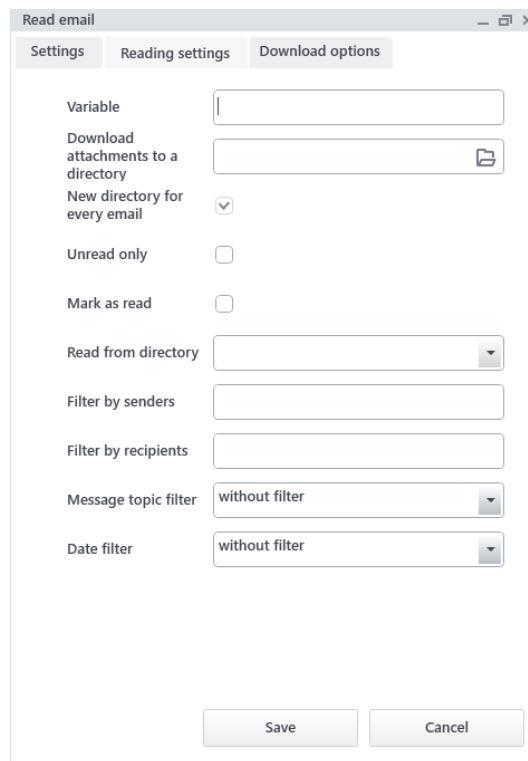 Read email
Settings Reading settings Download options
Variable
Download
attachments to a
directory
New directory for
every email
Unread only
Mark as read
Read from directory
Filter by senders
Filter by recipients
Message topic filter without filter
Date filter without filter
Save Cancel